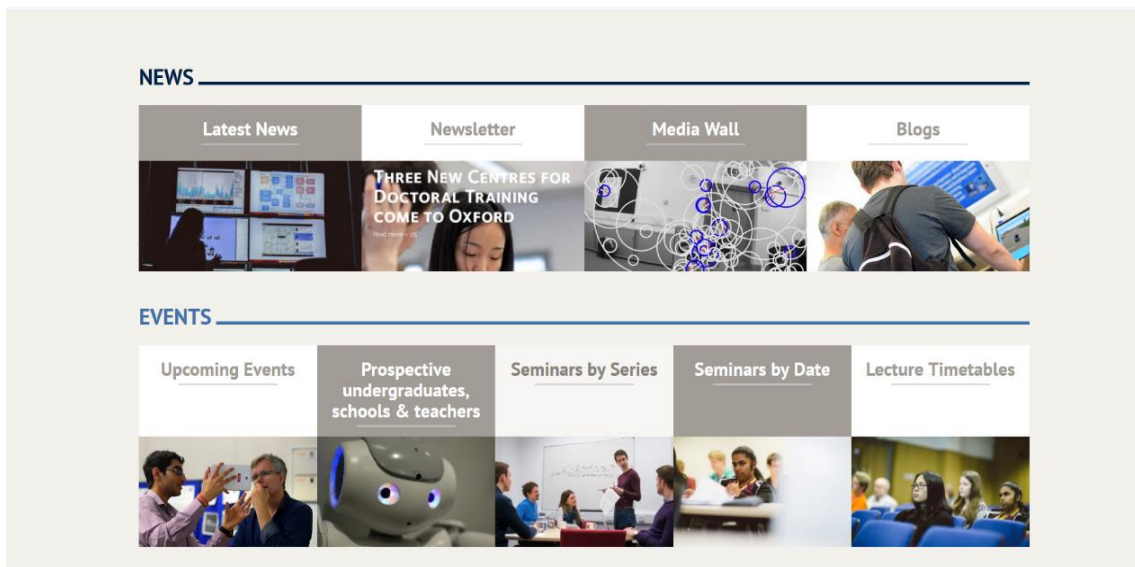 NEWS
Latest News
Newsletter
Media Wall
Blogs
THREE NEW CENTRES FOR
DOCTORAL TRAINING
COME TO OXFORD
EVENTS
Upcoming Events
Prospective
undergraduates,
schools & teachers
Seminars by Series
Seminars by Date
Lecture Timetables